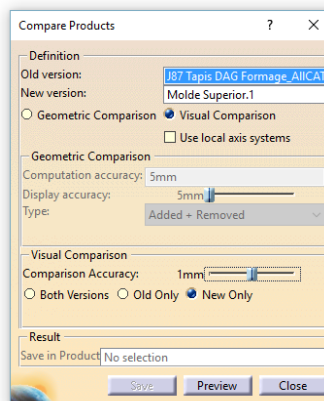 Compare Products ? ×
Definition
Old version: J87 Tapis DAG Formage_AllCAT
New version: Molde Superior.1
Geometric Comparison Visual Comparison
Use local axis systems
Geometric Comparison
Computation accuracy: 5mm
Display accuracy: 5mm
Type: Added + Removed
Visual Comparison
Comparison Accuracy: 1mm
Both Versions Old Only New Only
Result
Save in Product No selection
Save Preview Close